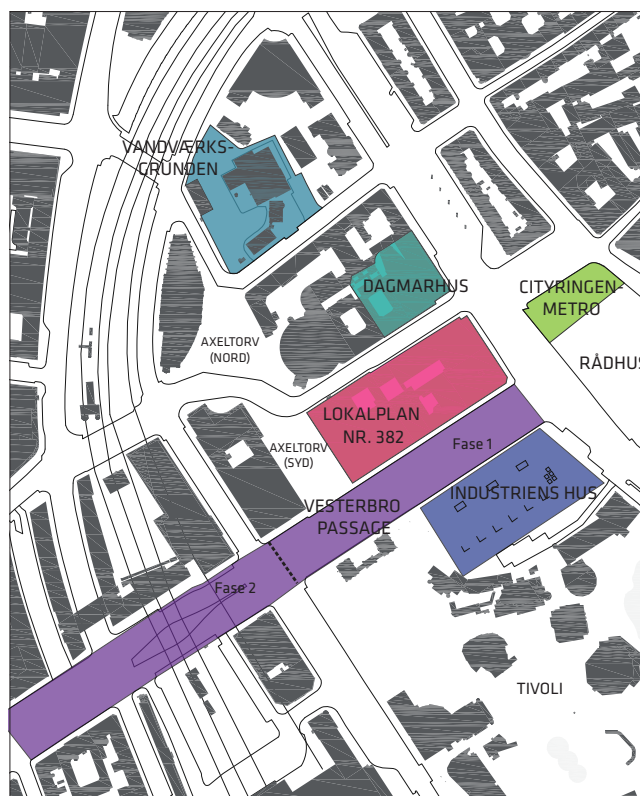 VANDVÆRKS-
GRUNDEN
DAGMARHUS
CITYRINGEN-
METRO
AXELTORV
(NORD)
RÅDHUS
LOKALPLAN
NR. 382
Fase 1
AXELTORV
(SYD)
INDUSTRIENS HUS
VESTERBRO
PASSAGE
Fase 2
TIVOLI